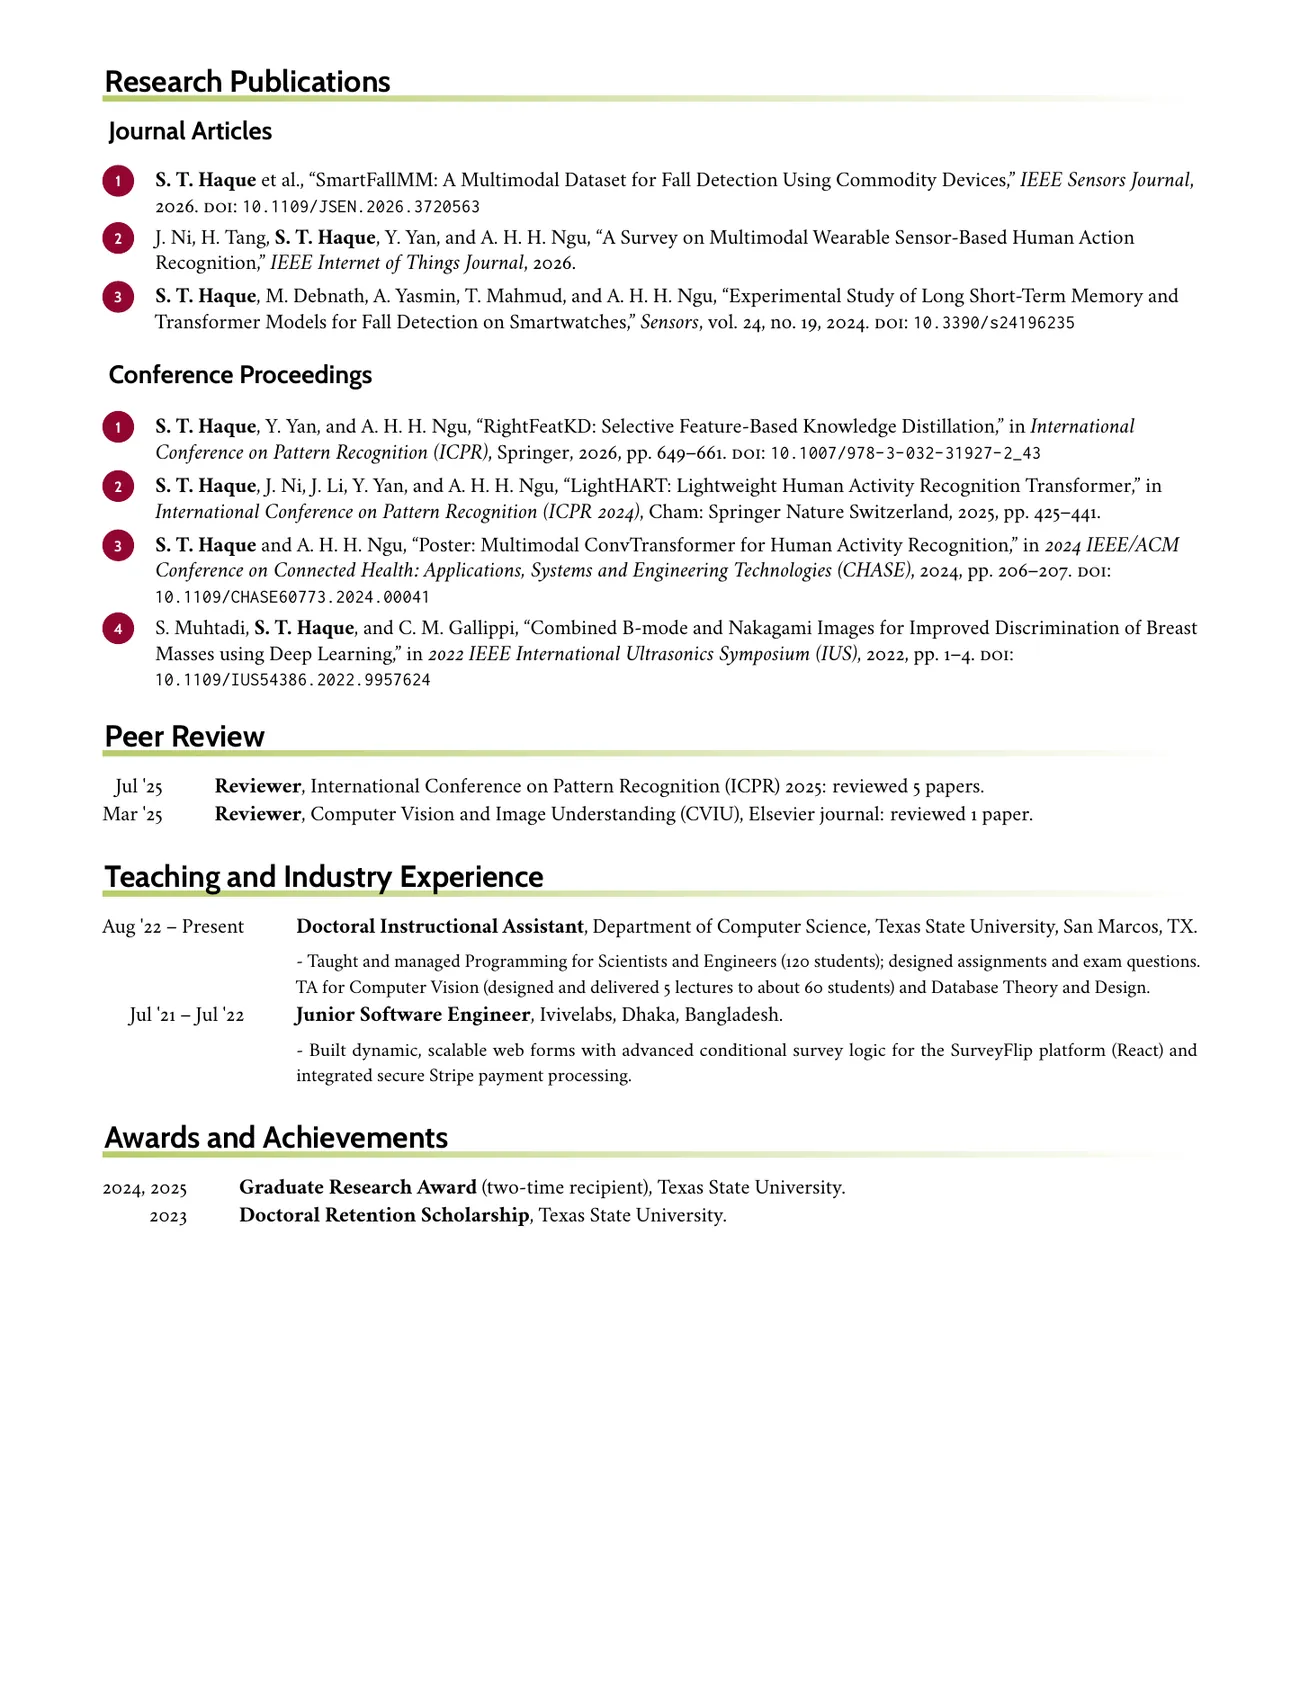 Research Publications
Journal Articles
1 S. T. Haque et al., “SmartFallMM: A Multimodal Dataset for Fall Detection Using Commodity Devices,” IEEE Sensors Journal,
2026. DOI: 10.1109/JSEN.2026.3720563
2 J. Ni, H. Tang, S. T. Haque, Y. Yan, and A. H. H. Ngu, “A Survey on Multimodal Wearable Sensor-Based Human Action
Recognition,” IEEE Internet of Things Journal, 2026.
3 S. T. Haque, M. Debnath, A. Yasmin, T. Mahmud, and A. H. H. Ngu, “Experimental Study of Long Short-Term Memory and
Transformer Models for Fall Detection on Smartwatches,” Sensors, vol. 24, no. 19, 2024. DOI: 10.3390/s24196235
Conference Proceedings
1 S. T. Haque, Y. Yan, and A. H. H. Ngu, “RightFeatKD: Selective Feature-Based Knowledge Distillation,” in International
Conference on Pattern Recognition (ICPR), Springer, 2026, pp. 649–661. DOI: 10.1007/978-3-032-31927-2_43
2 S. T. Haque, J. Ni, J. Li, Y. Yan, and A. H. H. Ngu, “LightHART: Lightweight Human Activity Recognition Transformer,” in
International Conference on Pattern Recognition (ICPR 2024), Cham: Springer Nature Switzerland, 2025, pp. 425–441.
3 S. T. Haque and A. H. H. Ngu, “Poster: Multimodal ConvTransformer for Human Activity Recognition,” in 2024 IEEE/ACM
Conference on Connected Health: Applications, Systems and Engineering Technologies (CHASE), 2024, pp. 206–207. DOI:
10.1109/CHASE60773.2024.00041
4 S. Muhtadi, S. T. Haque, and C. M. Gallippi, “Combined B-mode and Nakagami Images for Improved Discrimination of Breast
Masses using Deep Learning,” in 2022 IEEE International Ultrasonics Symposium (IUS), 2022, pp. 1–4. DOI:
10.1109/IUS54386.2022.9957624
Peer Review
Jul '25 Reviewer, International Conference on Pattern Recognition (ICPR) 2025: reviewed 5 papers.
Mar '25 Reviewer, Computer Vision and Image Understanding (CVIU), Elsevier journal: reviewed 1 paper.
Teaching and Industry Experience
Aug '22 – Present Doctoral Instructional Assistant, Department of Computer Science, Texas State University, San Marcos, TX.
- Taught and managed Programming for Scientists and Engineers (120 students); designed assignments and exam questions.
TA for Computer Vision (designed and delivered 5 lectures to about 60 students) and Database Theory and Design.
Jul '21 – Jul '22 Junior Software Engineer, Ivivelabs, Dhaka, Bangladesh.
- Built dynamic, scalable web forms with advanced conditional survey logic for the SurveyFlip platform (React) and
integrated secure Stripe payment processing.
Awards and Achievements
2024, 2025 Graduate Research Award (two-time recipient), Texas State University.
2023 Doctoral Retention Scholarship, Texas State University.